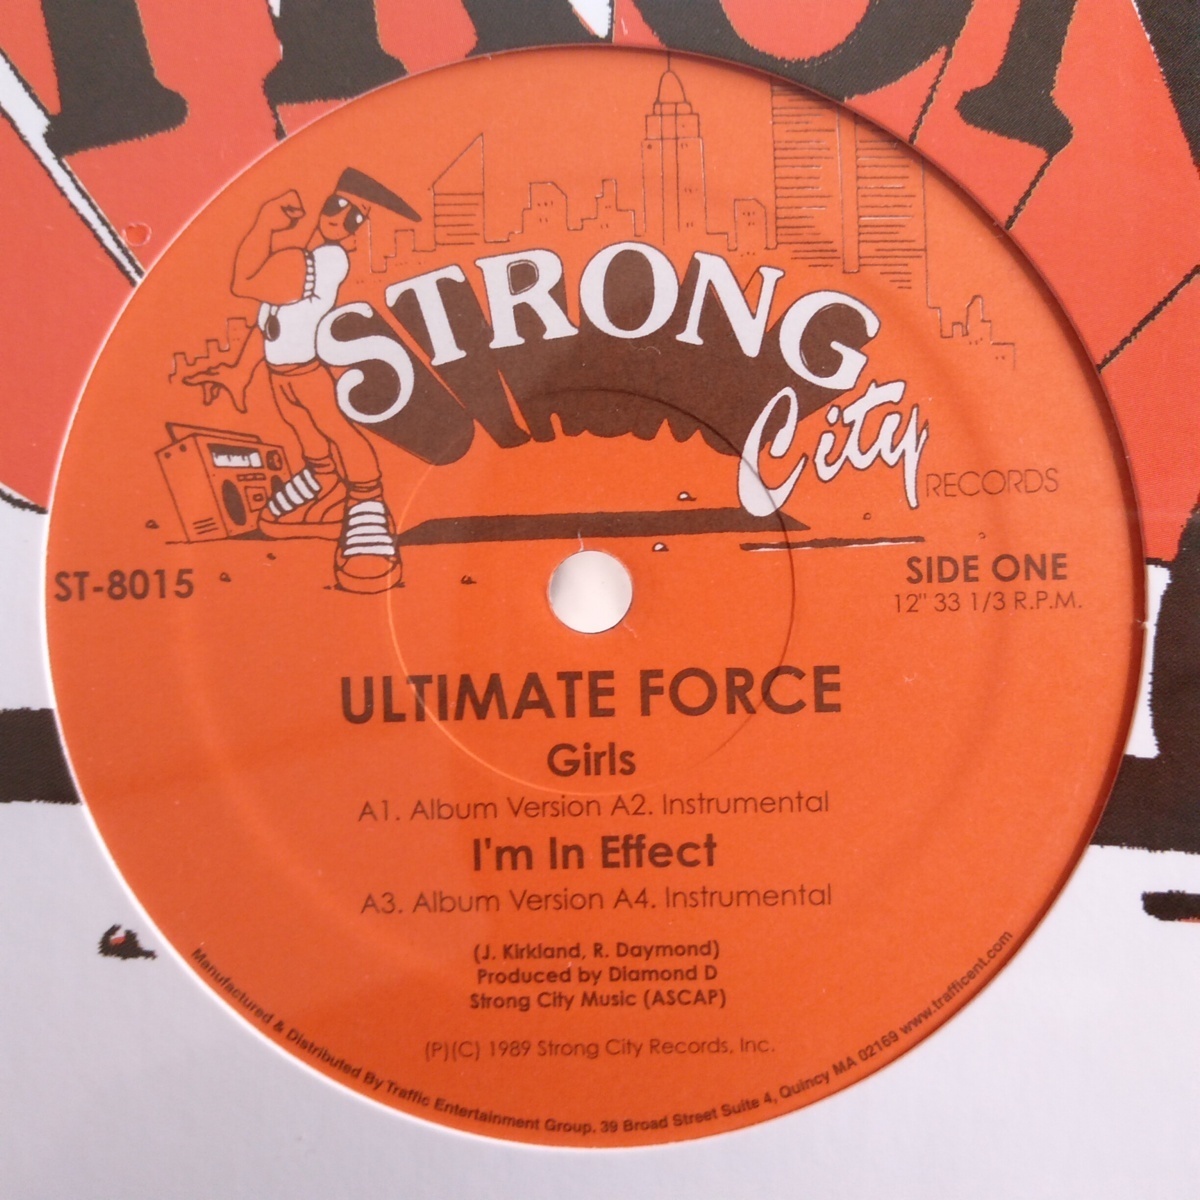 STRONG
City
RECORDS
ST-8015
SIDE ONE
12" 33 1/3 R.P.M.
ULTIMATE FORCE
Girls
A1. Album Version A2. Instrumental
I'm In Effect
A3. Album Version A4. Instrumental
(J. Kirkland, R. Daymond)
Produced by Diamond D
Strong City Music (ASCAP)
(P)(C) 1989 Strong City Records, Inc.
Manufactured & Distributed By Traffic Entertainment Group. 39 Broad Street Suite 4, Quincy MA 02169 www.trafficent.com